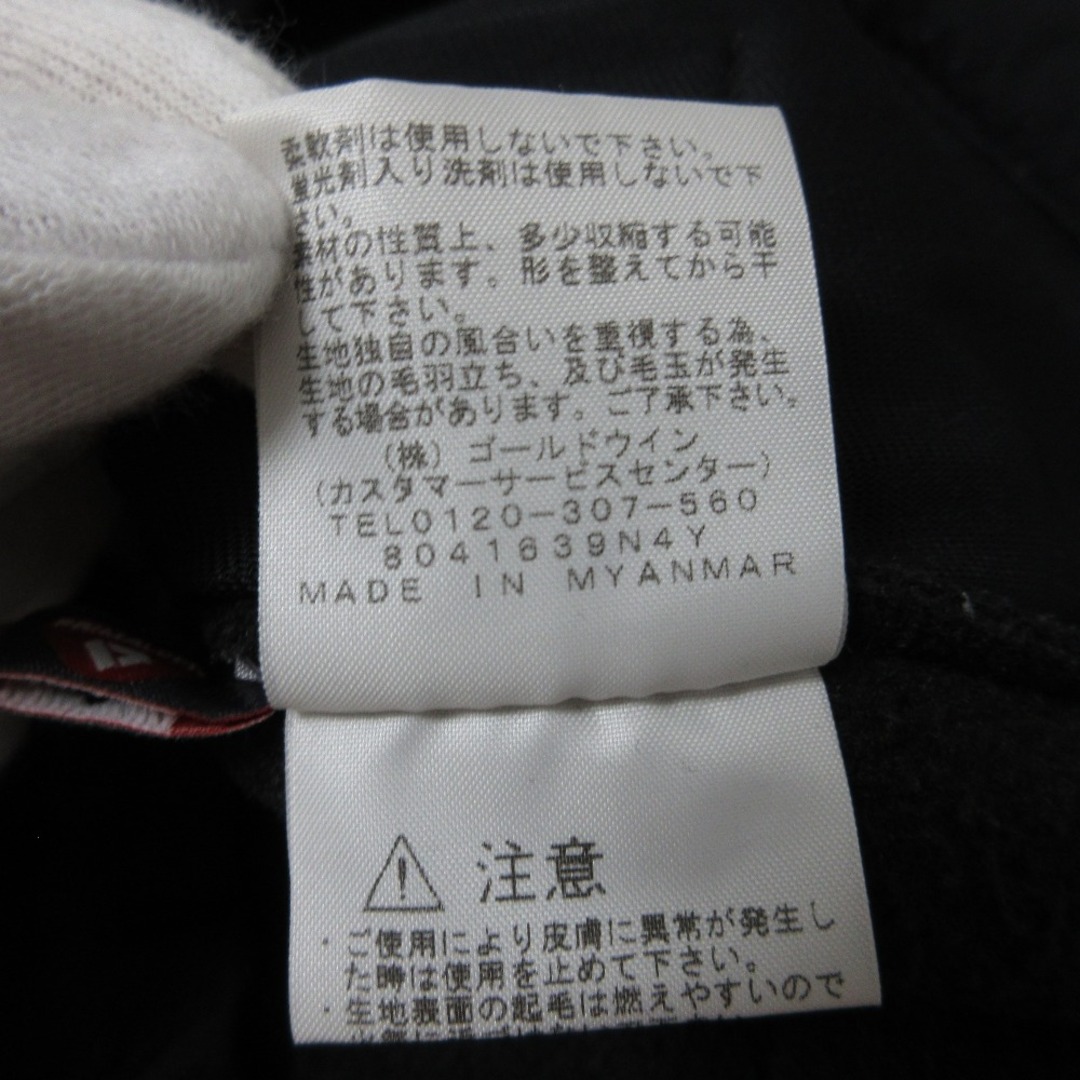 柔軟剤は使用しないで下さい。
蛍光剤入り洗剤は使用しないで下
さい。
素材の性質上、多少収縮する可能
性があります。形を整えてから干
して下さい。
生地独自の風合いを重視する為、
生地の毛羽立ち、及び毛玉が発生
する場合があります。ご了承下さい。
(株) ゴールドウイン
(カスタマーサービスセンター)
TEL0120-307-560
8041639N4Y
MADE IN MYANMAR
注意
・ご使用により皮膚に異常が発生し
た時は使用を止めて下さい。
・生地表面の起毛は燃えやすいので